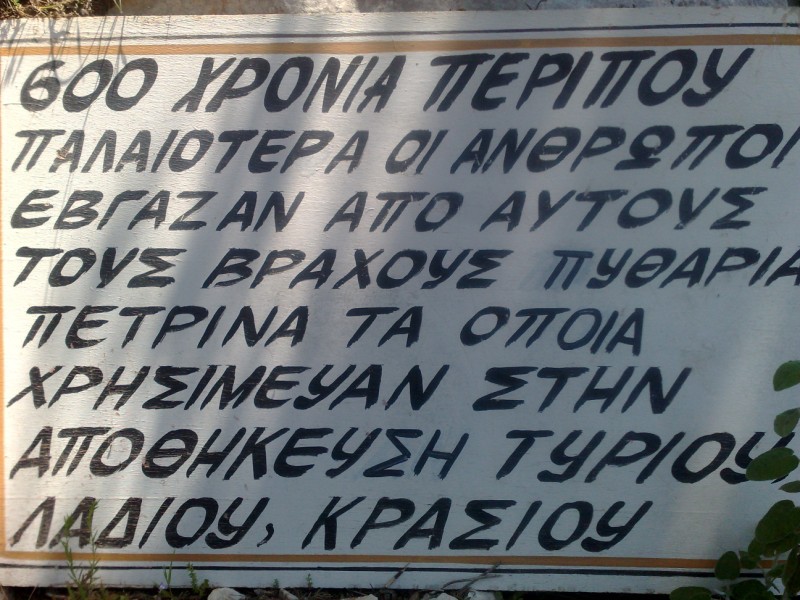 600 ΧΡΟΝΙΑ ΠΕΡΙΠΟΥ
ΠΑΛΑΙΟΤΕΡΑ ΟΙ ΑΝΘΡΩΠΟΙ
ΕΒΓΑΖΑΝ ΑΠΟ ΑΥΤΟΥΣ
ΤΟΥΣ ΒΡΑΧΟΥΣ ΠΥΘΑΡΙΑ
ΠΕΤΡΙΝΑ ΤΑ ΟΠΟΙΑ
ΧΡΗΣΙΜΕΥΑΝ ΣΤΗΝ
ΑΠΟΘΗΚΕΥΣΗ ΤΥΡΙΟΥ,
ΛΑΔΙΟΥ, ΚΡΑΣΙΟΥ